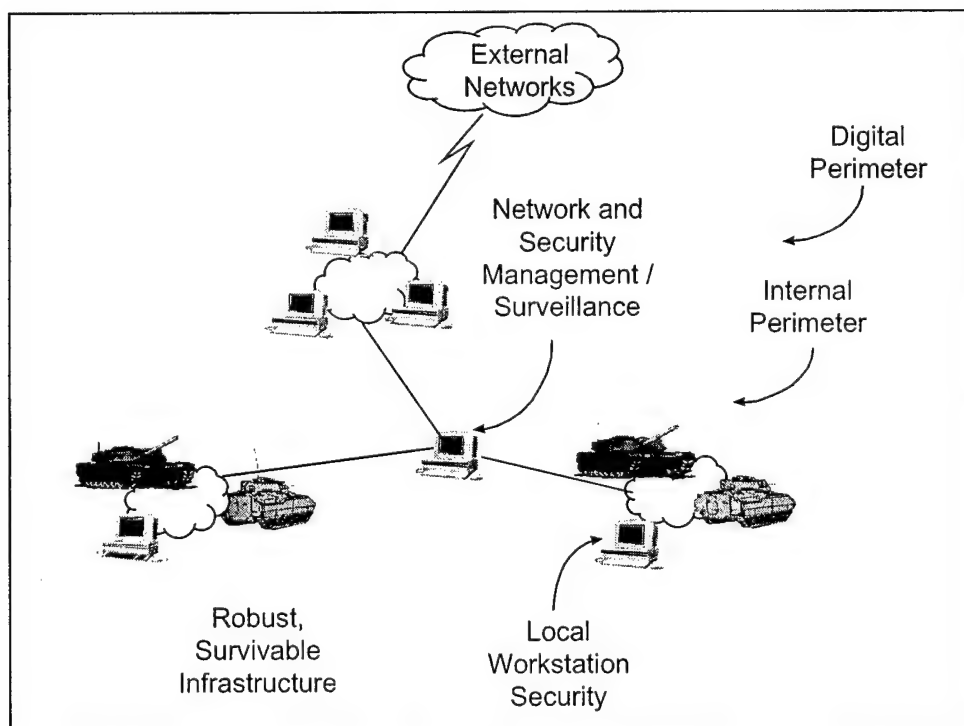 External
Networks
Digital
Perimeter
Network and
Security
Management /
Surveillance
Internal
Perimeter
Robust,
Survivable
Infrastructure
Local
Workstation
Security